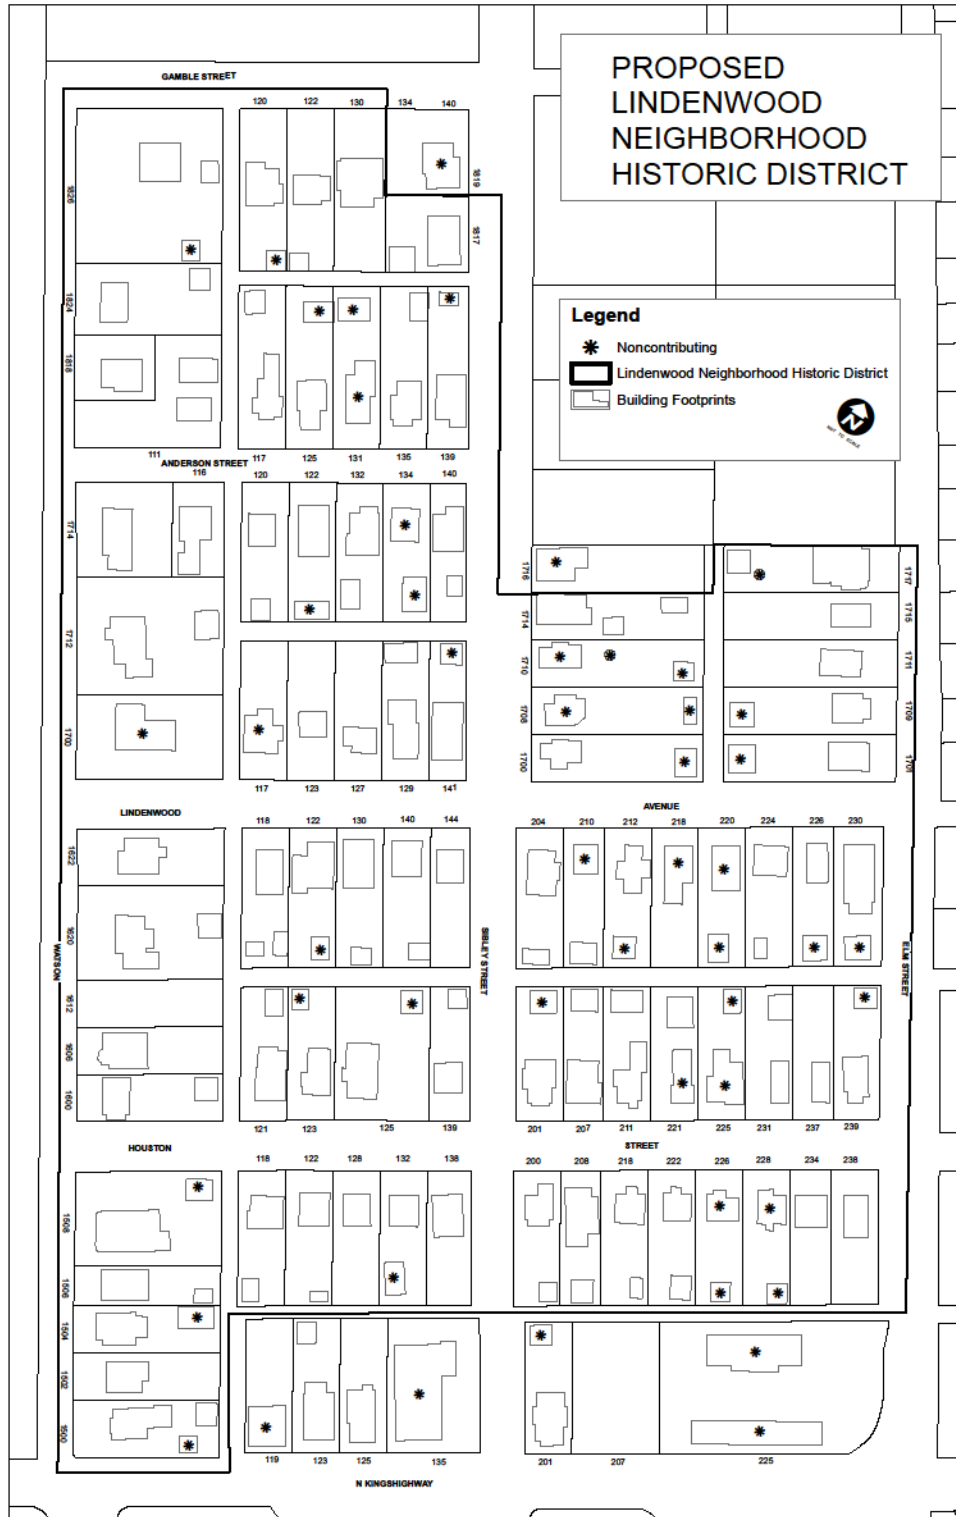 PROPOSED
LINDENWOOD
NEIGHBORHOOD
HISTORIC DISTRICT
GAMBLE STREET
120 122 130 134 140
1826
1819
1817
1824
1818
Legend
Noncontributing
Lindenwood Neighborhood Historic District
Building Footprints
NOT TO SCALE
111
117 125 131 135 139
ANDERSON STREET
116
120 122 132 134 140
1714
1712
1700
1716
1714
1710
1708
1700
1717
1715
1711
1709
1701
117 123 127 129 141
LINDENWOOD
AVENUE
118 122 130 140 144
204 210 212 218 220 224 226 230
1622
1620
1612
1606
1600
WATSON
SIBLEY STREET
ELM STREET
121 123 125 139
201 207 211 221 225 231 237 239
HOUSTON
STREET
118 122 128 132 138
200 208 218 222 226 228 234 238
1508
1506
1504
1502
1500
119 123 125 135
201 207 225
N KINGSHIGHWAY